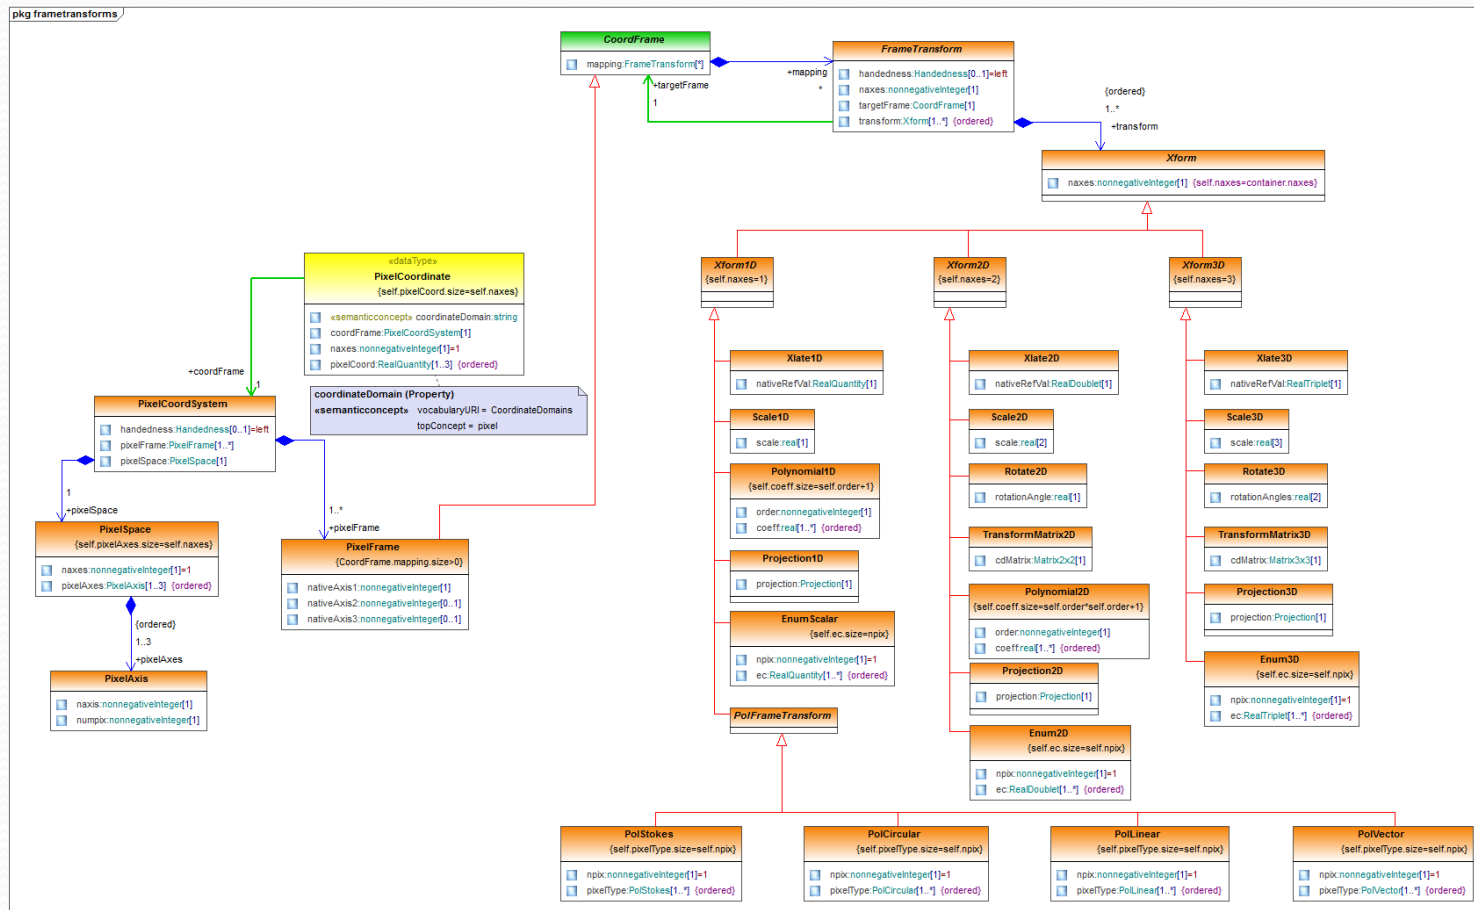 pkg frametransforms
CoordFrame
mapping:FrameTransform[*]
FrameTransform
handedness:Handedness[0..1]=left
naxes:nonnegativeInteger[1]
targetFrame:CoordFrame[1]
transform:Xform[1..*] {ordered}
+mapping
*
+targetFrame
1
{ordered}
1..*
+transform
Xform
naxes:nonnegativeInteger[1] {self.naxes=container.naxes}
Xform1D
{self.naxes=1}
Xform2D
{self.naxes=2}
Xform3D
{self.naxes=3}
«dataType»
PixelCoordinate
{self.pixelCoord.size=self.naxes}
«semanticconcept» coordinateDomain:string
coordFrame:PixelCoordSystem[1]
naxes:nonnegativeInteger[1]=1
pixelCoord:RealQuantity[1..3] {ordered}
+coordFrame
1
coordinateDomain (Property)
«semanticconcept» vocabularyURI = CoordinateDomains
topConcept = pixel
PixelCoordSystem
handedness:Handedness[0..1]=left
pixelFrame:PixelFrame[1..*]
pixelSpace:PixelSpace[1]
1
+pixelSpace
1..*
+pixelFrame
PixelSpace
{self.pixelAxes.size=self.naxes}
naxes:nonnegativeInteger[1]=1
pixelAxes:PixelAxis[1..3] {ordered}
{ordered}
1..3
+pixelAxes
PixelAxis
naxis:nonnegativeInteger[1]
numpix:nonnegativeInteger[1]
PixelFrame
{CoordFrame.mapping.size>0}
nativeAxis1:nonnegativeInteger[1]
nativeAxis2:nonnegativeInteger[0..1]
nativeAxis3:nonnegativeInteger[0..1]
Xlate1D
nativeRefVal:RealQuantity[1]
Scale1D
scale:real[1]
Polynomial1D
{self.coeff.size=self.order+1}
order:nonnegativeInteger[1]
coeff:real[1..*] {ordered}
Projection1D
projection:Projection[1]
EnumScalar
{self.ec.size=npix}
npix:nonnegativeInteger[1]=1
ec:RealQuantity[1..*] {ordered}
PolFrameTransform
Xlate2D
nativeRefVal:RealDoublet[1]
Scale2D
scale:real[2]
Rotate2D
rotationAngle:real[1]
TransformMatrix2D
cdMatrix:Matrix2x2[1]
Polynomial2D
{self.coeff.size=self.order*self.order+1}
order:nonnegativeInteger[1]
coeff:real[1..*] {ordered}
Projection2D
projection:Projection[1]
Enum2D
{self.ec.size=self.npix}
npix:nonnegativeInteger[1]=1
ec:RealDoublet[1..*] {ordered}
Xlate3D
nativeRefVal:RealTriplet[1]
Scale3D
scale:real[3]
Rotate3D
rotationAngles:real[2]
TransformMatrix3D
cdMatrix:Matrix3x3[1]
Projection3D
projection:Projection[1]
Enum3D
{self.ec.size=self.npix}
npix:nonnegativeInteger[1]=1
ec:RealTriplet[1..*] {ordered}
PolStokes
{self.pixelType.size=self.npix}
npix:nonnegativeInteger[1]=1
pixelType:PolStokes[1..*] {ordered}
PolCircular
{self.pixelType.size=self.npix}
npix:nonnegativeInteger[1]=1
pixelType:PolCircular[1..*] {ordered}
PolLinear
{self.pixelType.size=self.npix}
npix:nonnegativeInteger[1]=1
pixelType:PolLinear[1..*] {ordered}
PolVector
{self.pixelType.size=self.npix}
npix:nonnegativeInteger[1]=1
pixelType:PolVector[1..*] {ordered}